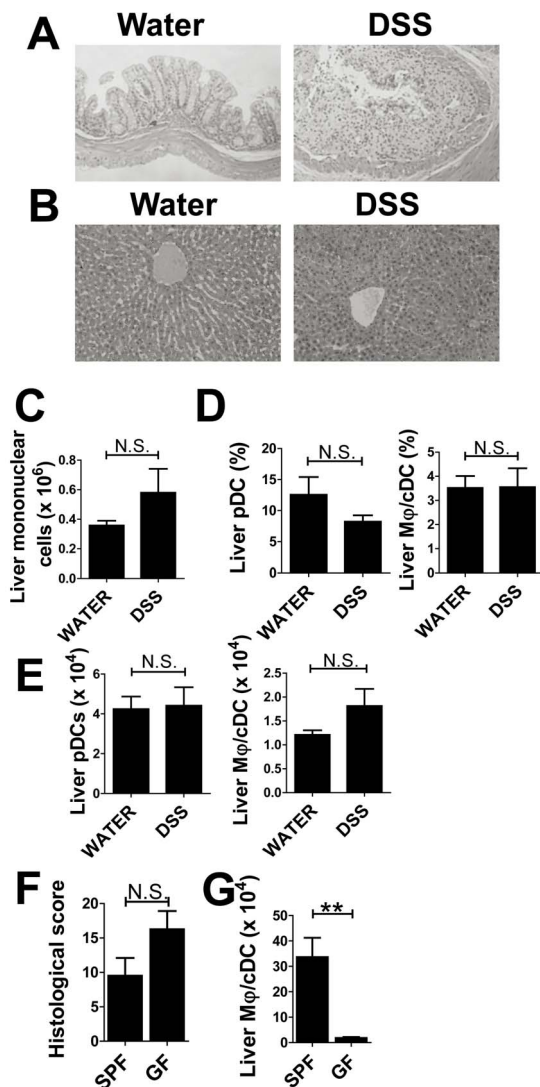 A
Water
DSS
B
Water
DSS
C
Liver mononuclear
cells (x 10⁶)
0.8
0.6
0.4
0.2
0.0
N.S.
WATER
DSS
D
Liver pDC (%)
20
15
10
5
0
N.S.
WATER
DSS
Liver Mφ/cDC (%)
5
4
3
2
1
0
N.S.
WATER
DSS
E
Liver pDCs (x 10⁴)
6
4
2
0
N.S.
WATER
DSS
Liver Mφ/cDC (x 10⁴)
2.5
2.0
1.5
1.0
0.5
0.0
N.S.
WATER
DSS
F
Histological score
20
15
10
5
0
N.S.
SPF
GF
G
Liver Mφ/cDC (x 10⁴)
50
40
30
20
10
0
**
SPF
GF